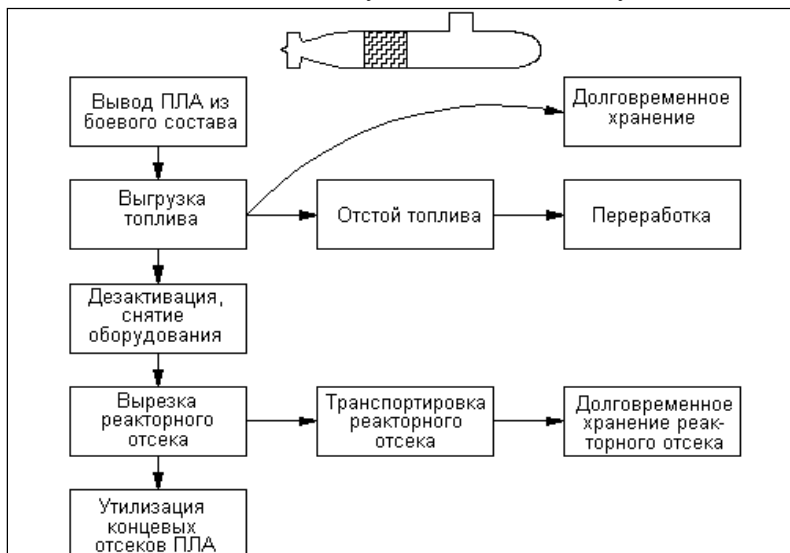 Вывод ПЛА из
боевого состава
Долговременное
хранение
Выгрузка
топлива
Отстой топлива
Переработка
Дезактивация,
снятие
оборудования
Вырезка
реакторного
отсека
Транспортировка
реакторного
отсека
Долговременное
хранение реак-
торного отсека
Утилизация
концевых
отсеков ПЛА